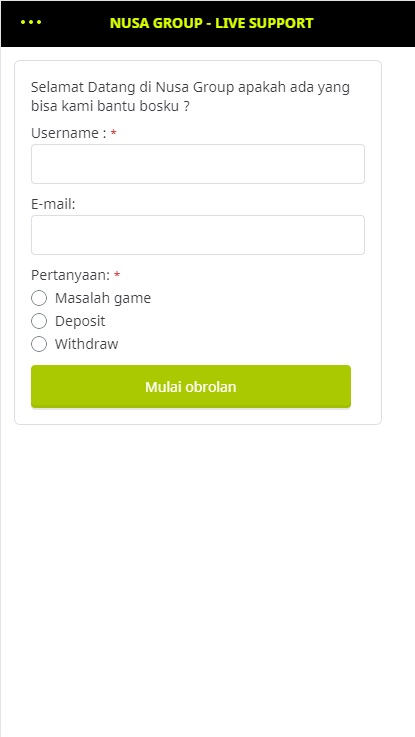 NUSA GROUP - LIVE SUPPORT
Selamat Datang di Nusa Group apakah ada yang
bisa kami bantu bosku ?
Username : *
E-mail:
Pertanyaan: *
Masalah game
Deposit
Withdraw
Mulai obrolan